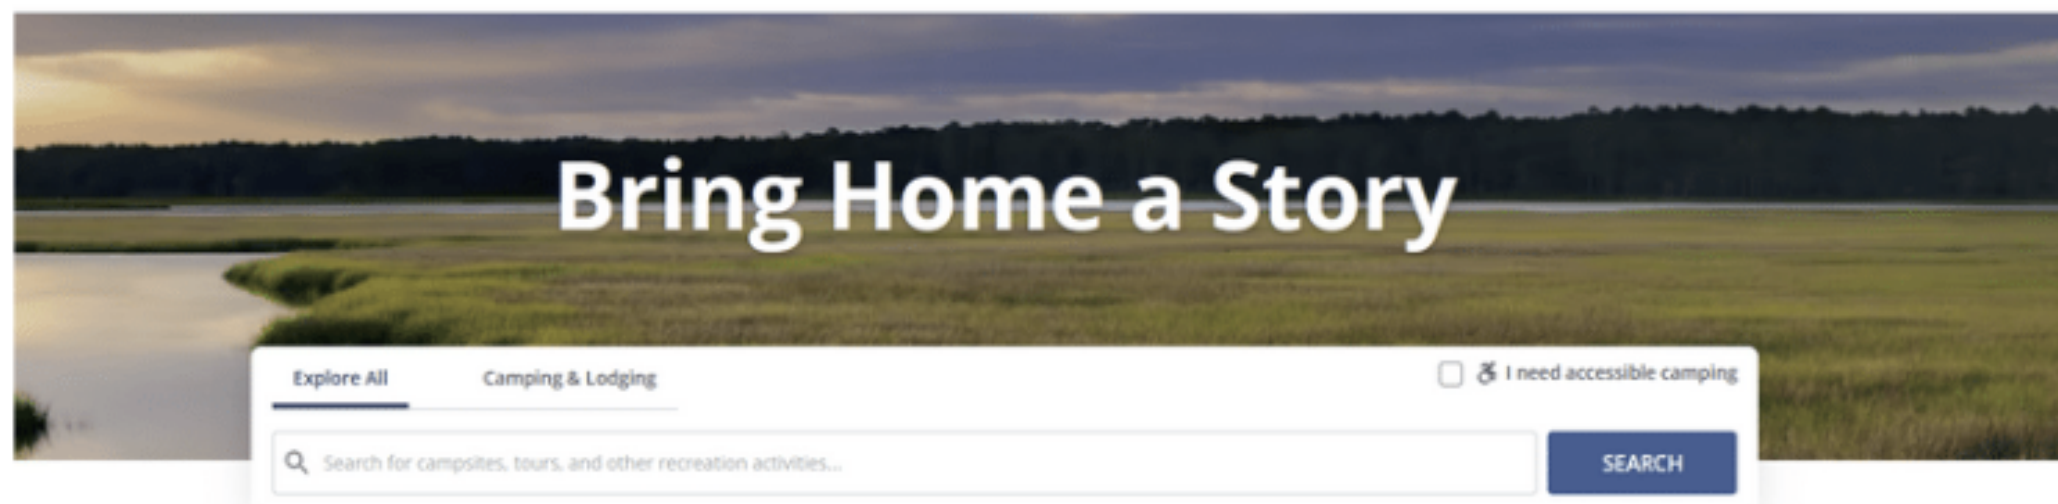 Bring Home a Story
Explore All
Camping & Lodging
I need accessible camping
Search for campsites, tours, and other recreation activities...
SEARCH